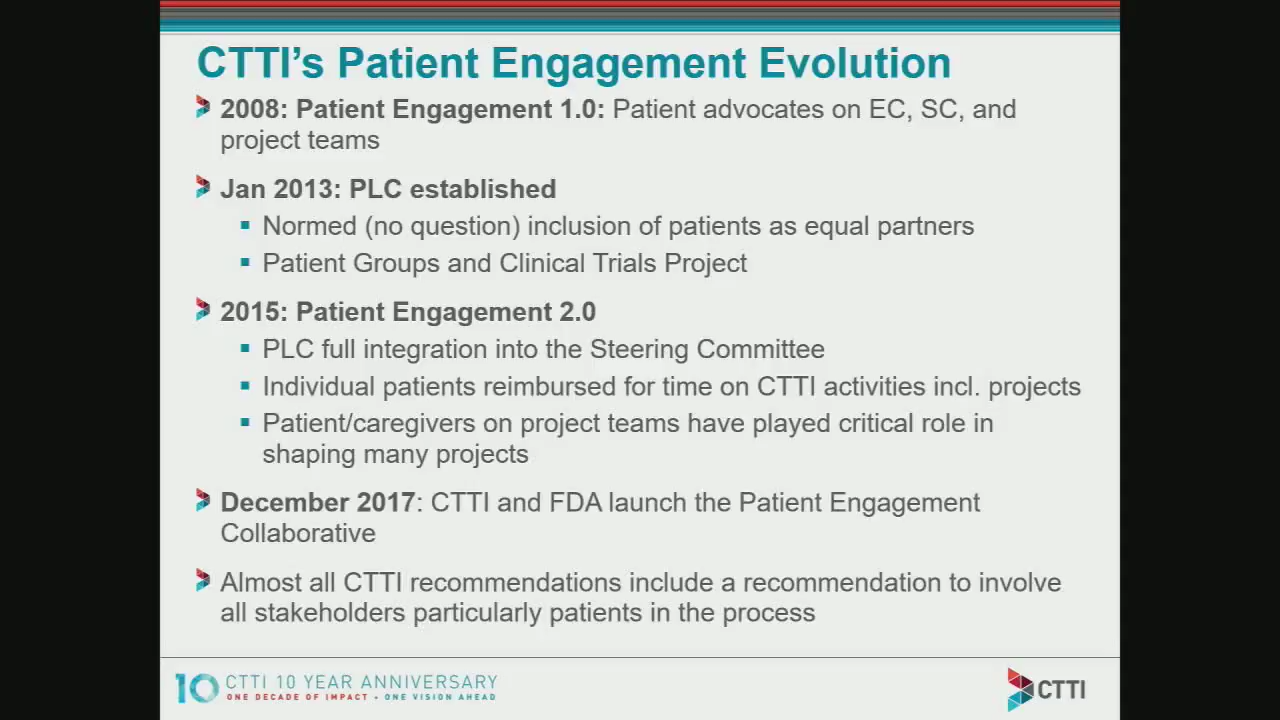 CTTI's Patient Engagement Evolution
2008: Patient Engagement 1.0: Patient advocates on EC, SC, and
project teams
Jan 2013: PLC established
Normed (no question) inclusion of patients as equal partners
Patient Groups and Clinical Trials Project
2015: Patient Engagement 2.0
PLC full integration into the Steering Committee
Individual patients reimbursed for time on CTTI activities incl. projects
Patient/caregivers on project teams have played critical role in
shaping many projects
December 2017: CTTI and FDA launch the Patient Engagement
Collaborative
Almost all CTTI recommendations include a recommendation to involve
all stakeholders particularly patients in the process
10 CTTI 10 YEAR ANNIVERSARY
ONE DECADE OF IMPACT • ONE VISION AHEAD
CTTI